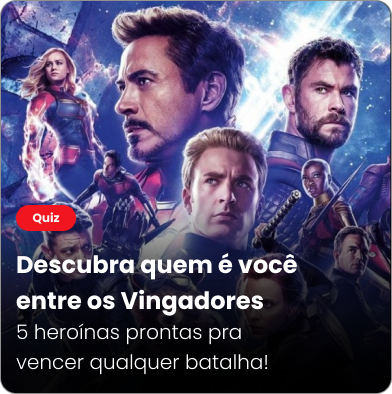 Quiz
Descubra quem é você
entre os Vingadores
5 heroínas prontas pra
vencer qualquer batalha!